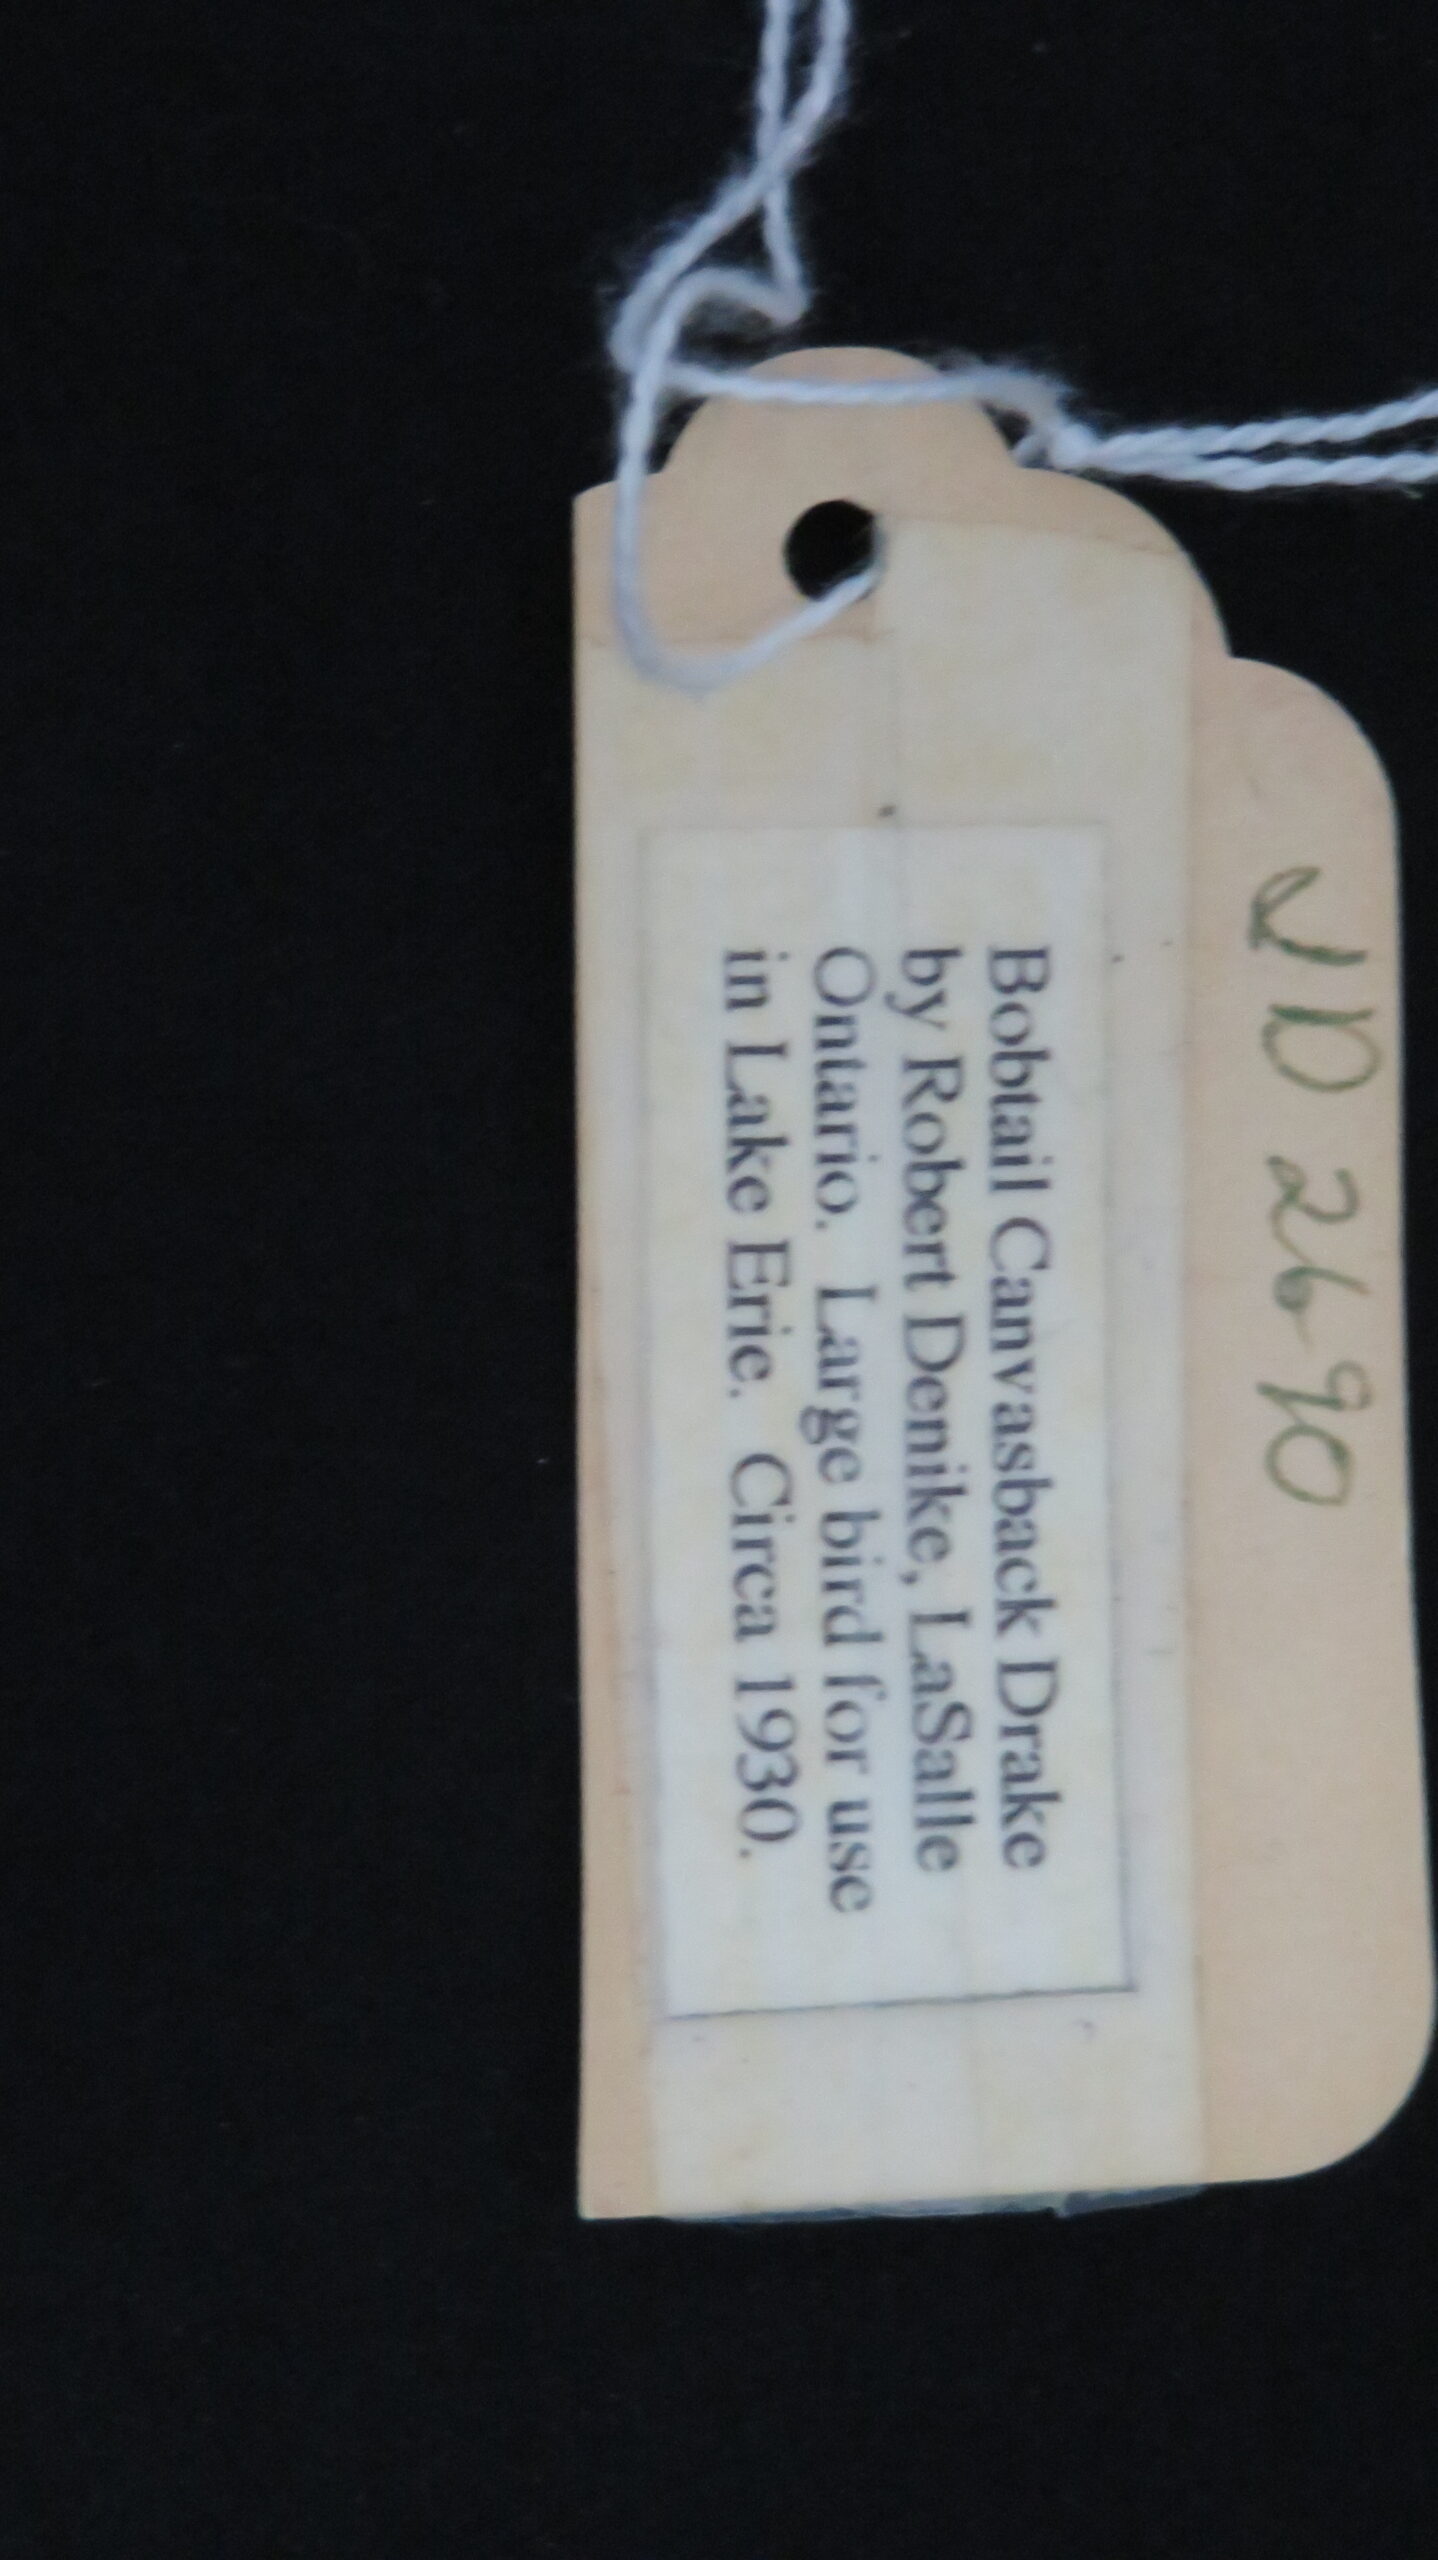 JD 2690
Bobtail Canvasback Drake
by Robert Denike, LaSalle
Ontario.  Large bird for use
in Lake Erie.  Circa 1930.